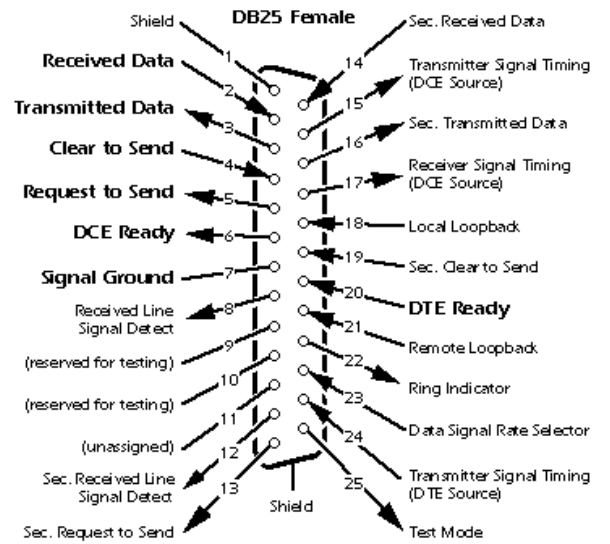 DB25 Female
Shield
1
Received Data
2
Transmitted Data
3
Clear to Send
4
Request to Send
5
DCE Ready
6
Signal Ground
7
Received Line
Signal Detect
8
(reserved for testing)
9
(reserved for testing)
10
(unassigned)
11
Sec. Received Line
Signal Detect
12
Sec. Request to Send
13
Sec. Received Data
14
Transmitter Signal Timing
(DCE Source)
15
Sec. Transmitted Data
16
Receiver Signal Timing
(DCE Source)
17
Local Loopback
18
Sec. Clear to Send
19
DTE Ready
20
Remote Loopback
21
Ring Indicator
22
Data Signal Rate Selector
23
Transmitter Signal Timing
(DTE Source)
24
Test Mode
25
Shield